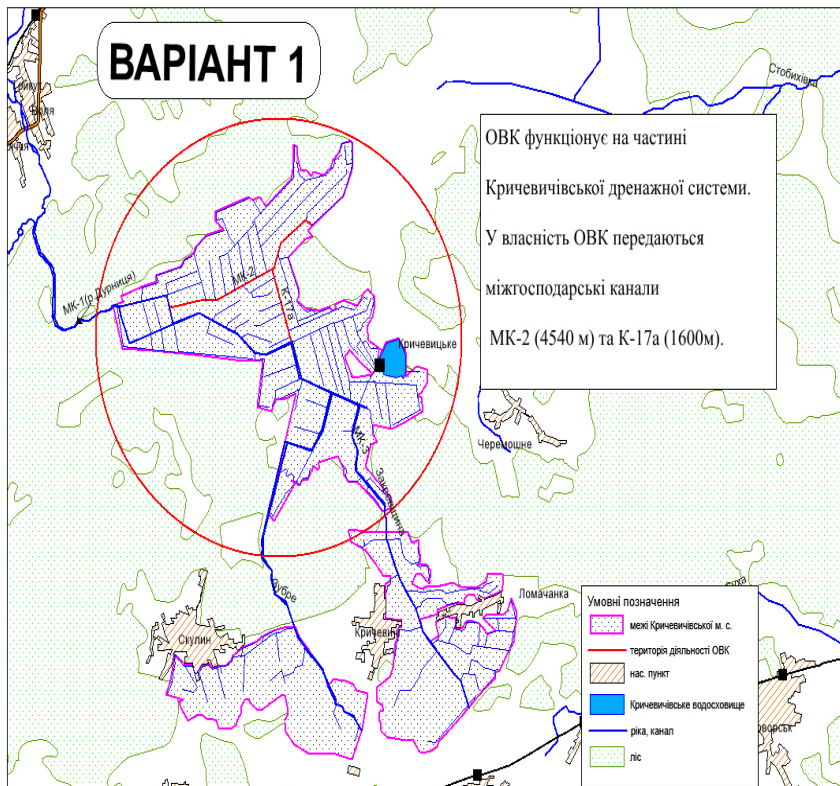 ВАРІАНТ 1
Стобихівка
Воля
ОВК функціонує на частині
Кричевичівської дренажної системи.
У власність ОВК передаються
міжгосподарські канали
МК-2 (4540 м) та К-17а (1600м).
МК-2
МК-1(р.Дурниця)
К-17а
Кричевицьке
Черемошне
МК-3
Зубре
Ломачанка
Скулин
Кричевичі
Умовні позначення
межі Кричевичівської м. с.
територія діяльності ОВК
нас. пункт
Кричевичівське водосховище
ріка, канал
ліс